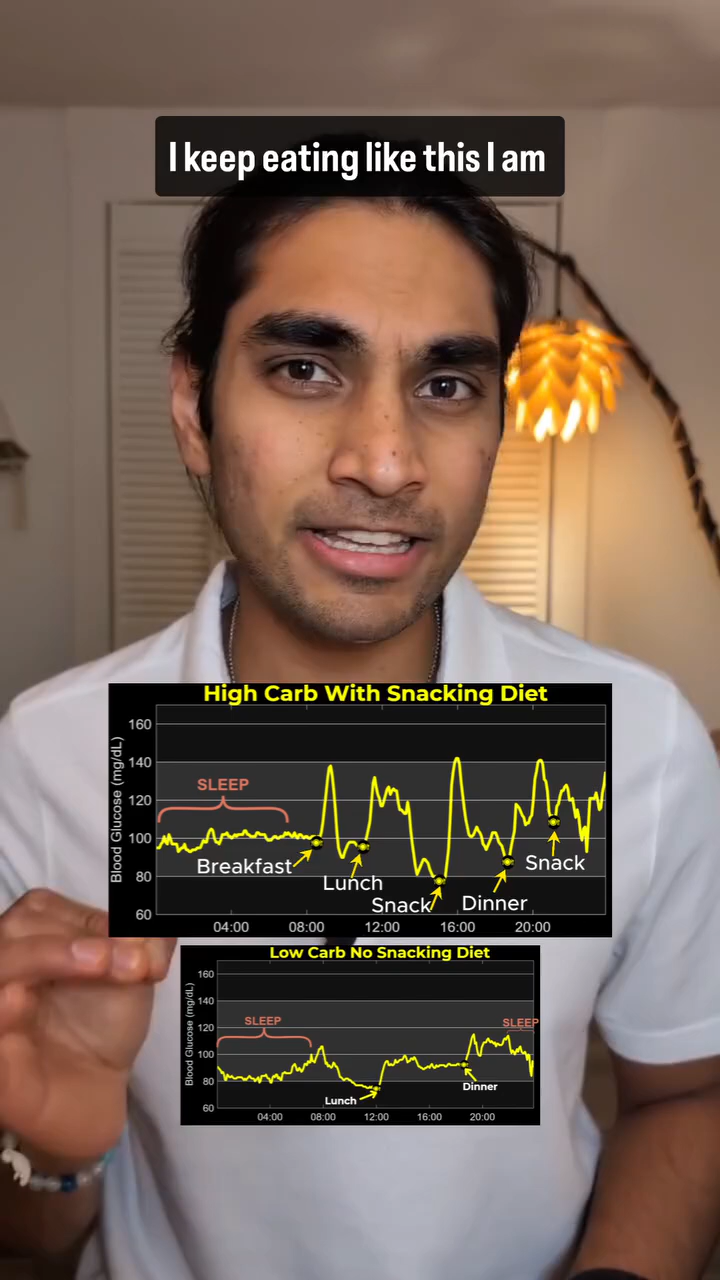 I keep eating like this I am
High Carb With Snacking Diet
Blood Glucose (mg/dL)
160
140
120
100
80
60
SLEEP
Breakfast
Lunch
Snack
Dinner
Snack
04:00
08:00
12:00
16:00
20:00
Low Carb No Snacking Diet
Blood Glucose (mg/dL)
160
140
120
100
80
60
SLEEP
SLEEP
Lunch
Dinner
04:00
08:00
12:00
16:00
20:00